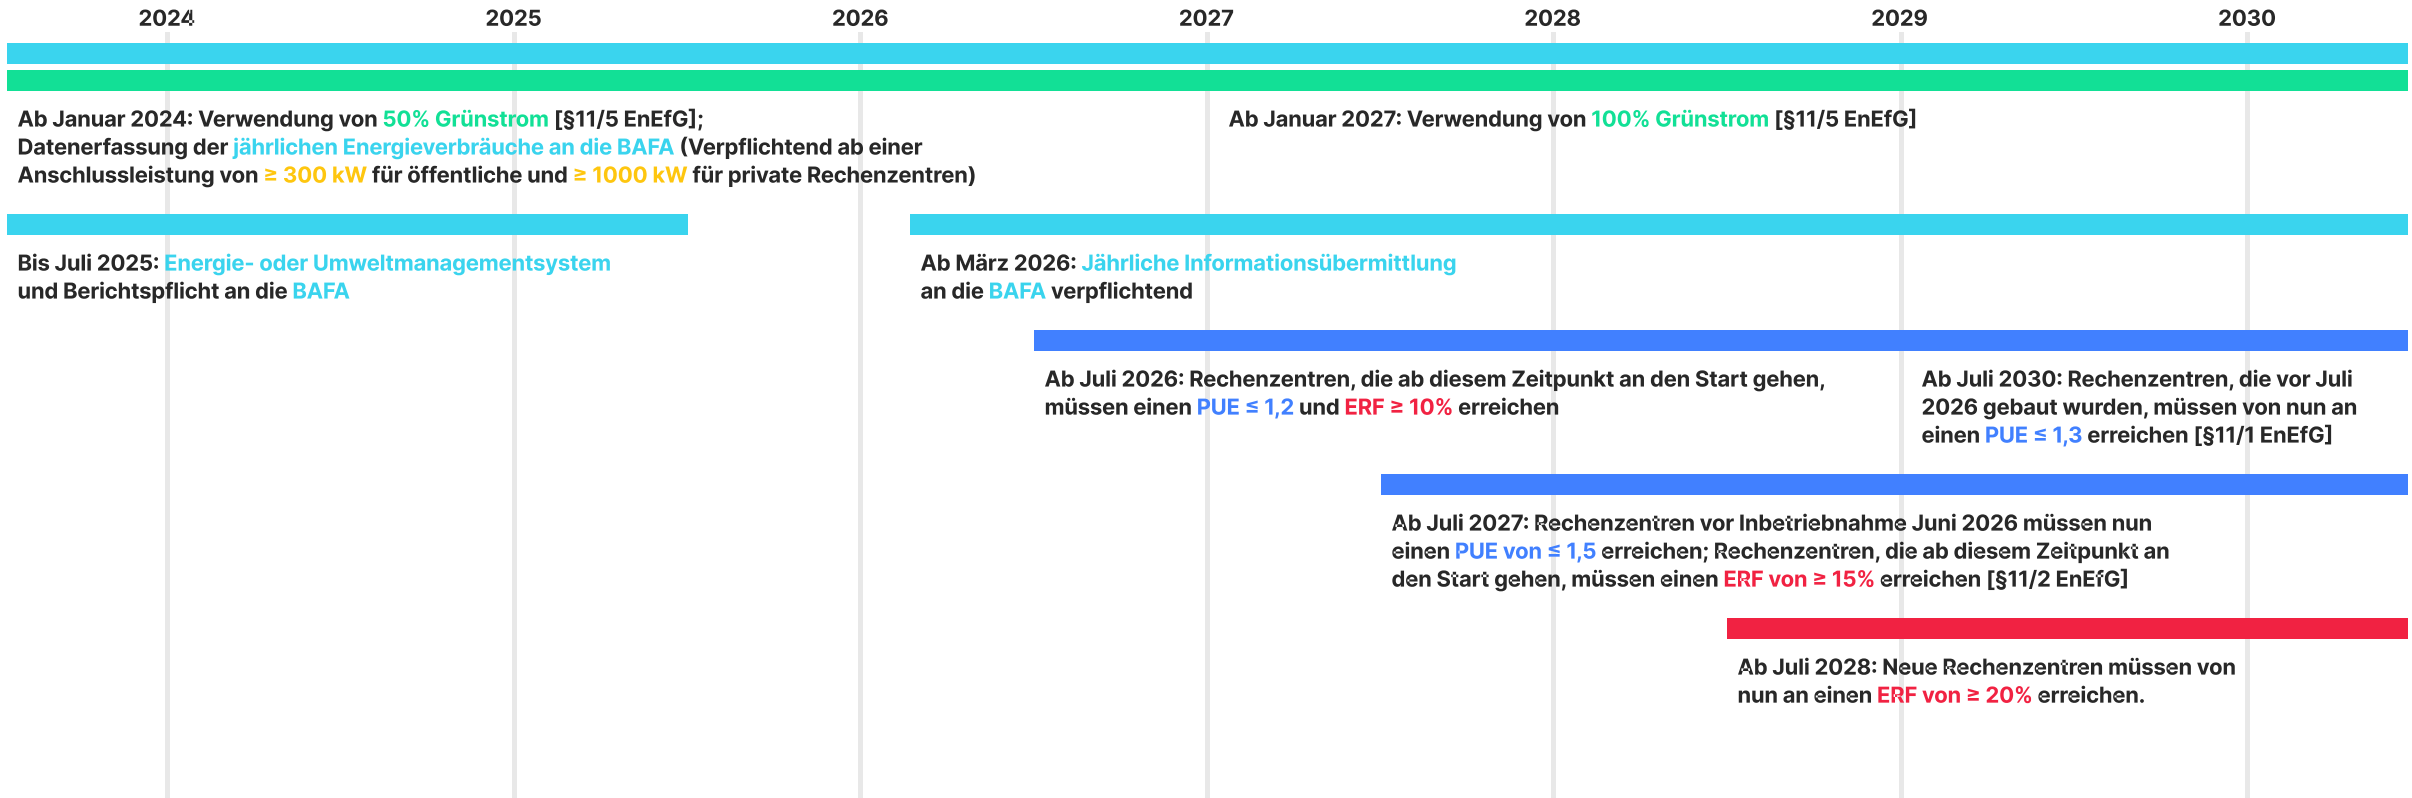 2024 2025 2026 2027 2028 2029 2030
Ab Januar 2024: Verwendung von 50% Grünstrom [§11/5 EnEfG];
Datenerfassung der jährlichen Energieverbräuche an die BAFA (Verpflichtend ab einer
Anschlussleistung von ≥ 300 kW für öffentliche und ≥ 1000 kW für private Rechenzentren)
Ab Januar 2027: Verwendung von 100% Grünstrom [§11/5 EnEfG]
Bis Juli 2025: Energie- oder Umweltmanagementsystem
und Berichtspflicht an die BAFA
Ab März 2026: Jährliche Informationsübermittlung
an die BAFA verpflichtend
Ab Juli 2026: Rechenzentren, die ab diesem Zeitpunkt an den Start gehen,
müssen einen PUE ≤ 1,2 und ERF ≥ 10% erreichen
Ab Juli 2030: Rechenzentren, die vor Juli
2026 gebaut wurden, müssen von nun an
einen PUE ≤ 1,3 erreichen [§11/1 EnEfG]
Ab Juli 2027: Rechenzentren vor Inbetriebnahme Juni 2026 müssen nun
einen PUE von ≤ 1,5 erreichen; Rechenzentren, die ab diesem Zeitpunkt an
den Start gehen, müssen einen ERF von ≥ 15% erreichen [§11/2 EnEfG]
Ab Juli 2028: Neue Rechenzentren müssen von
nun an einen ERF von ≥ 20% erreichen.